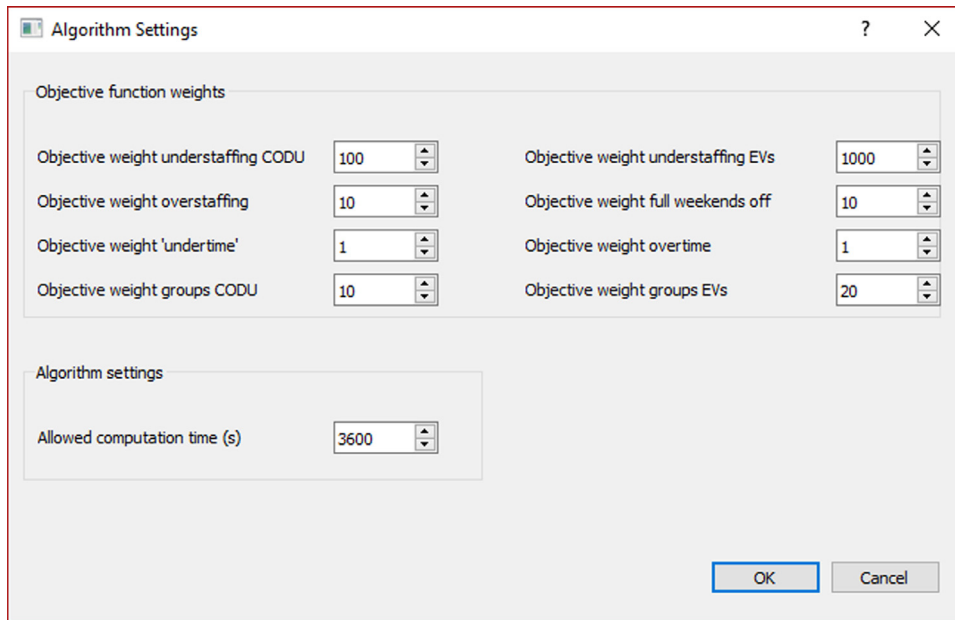 Algorithm Settings ?
Objective function weights
Objective weight understaffing CODU 100 Objective weight understaffing EVs 1000
Objective weight overstaffing 10 Objective weight full weekends off 10
Objective weight 'undertime' 1 Objective weight overtime 1
Objective weight groups CODU 10 Objective weight groups EVs 20
Algorithm settings
Allowed computation time (s) 3600
OK Cancel